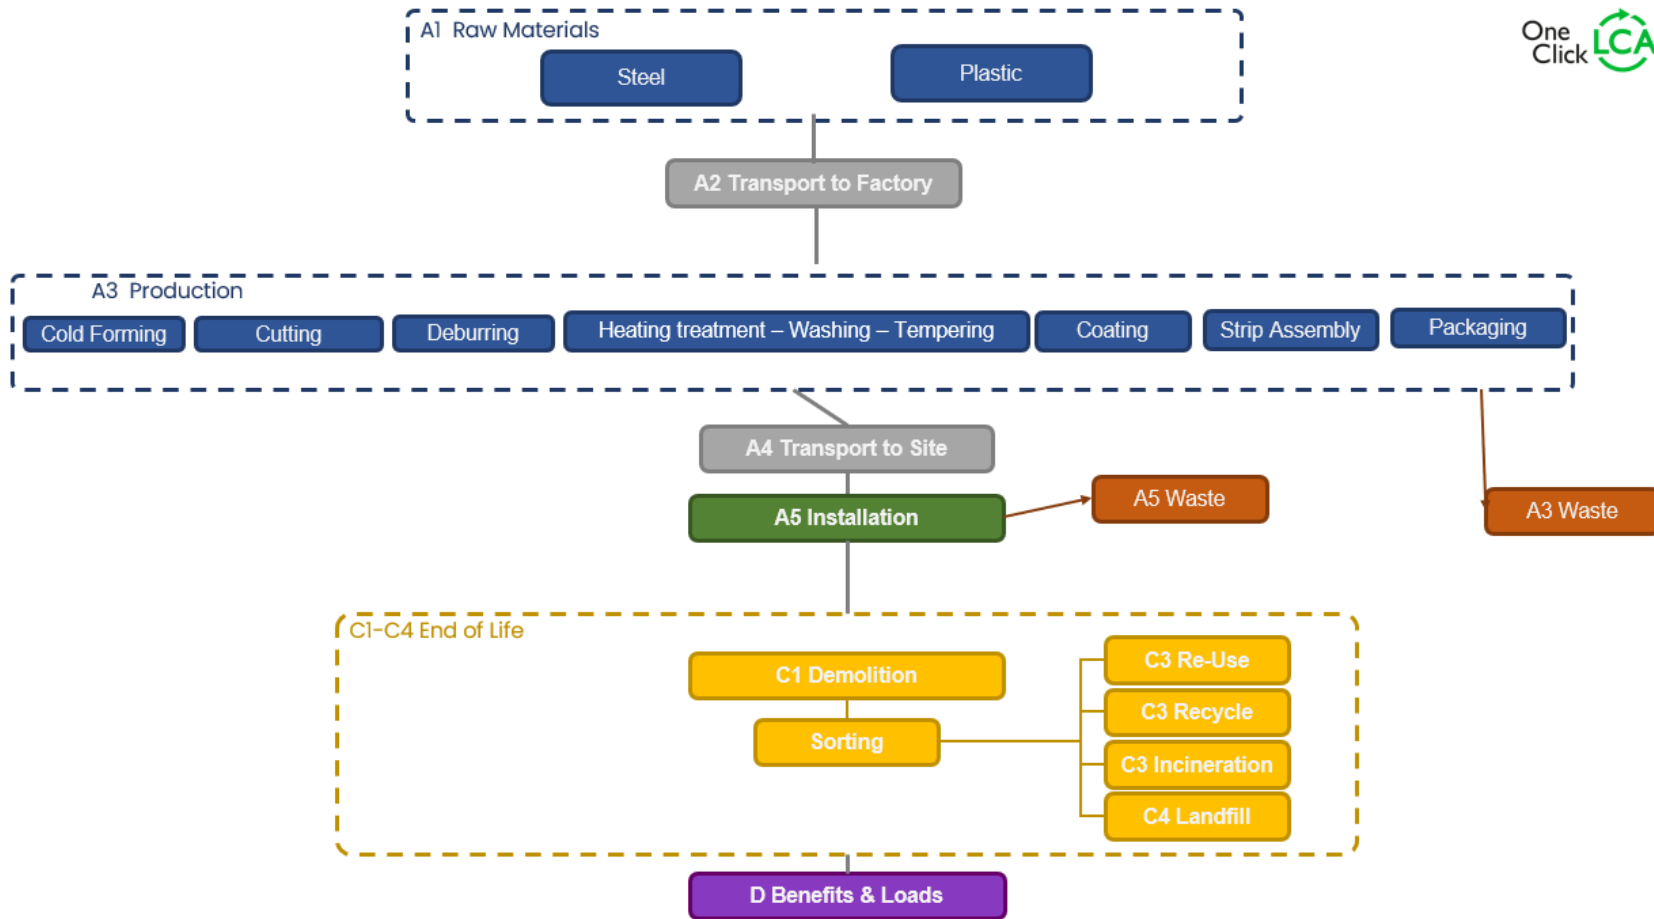 A1 Raw Materials
One
Click LCA
Steel
Plastic
A2 Transport to Factory
A3 Production
Cold Forming
Cutting
Deburring
Heating treatment – Washing – Tempering
Coating
Strip Assembly
Packaging
A4 Transport to Site
A5 Installation
A5 Waste
A3 Waste
C1-C4 End of Life
C1 Demolition
Sorting
C3 Re-Use
C3 Recycle
C3 Incineration
C4 Landfill
D Benefits & Loads